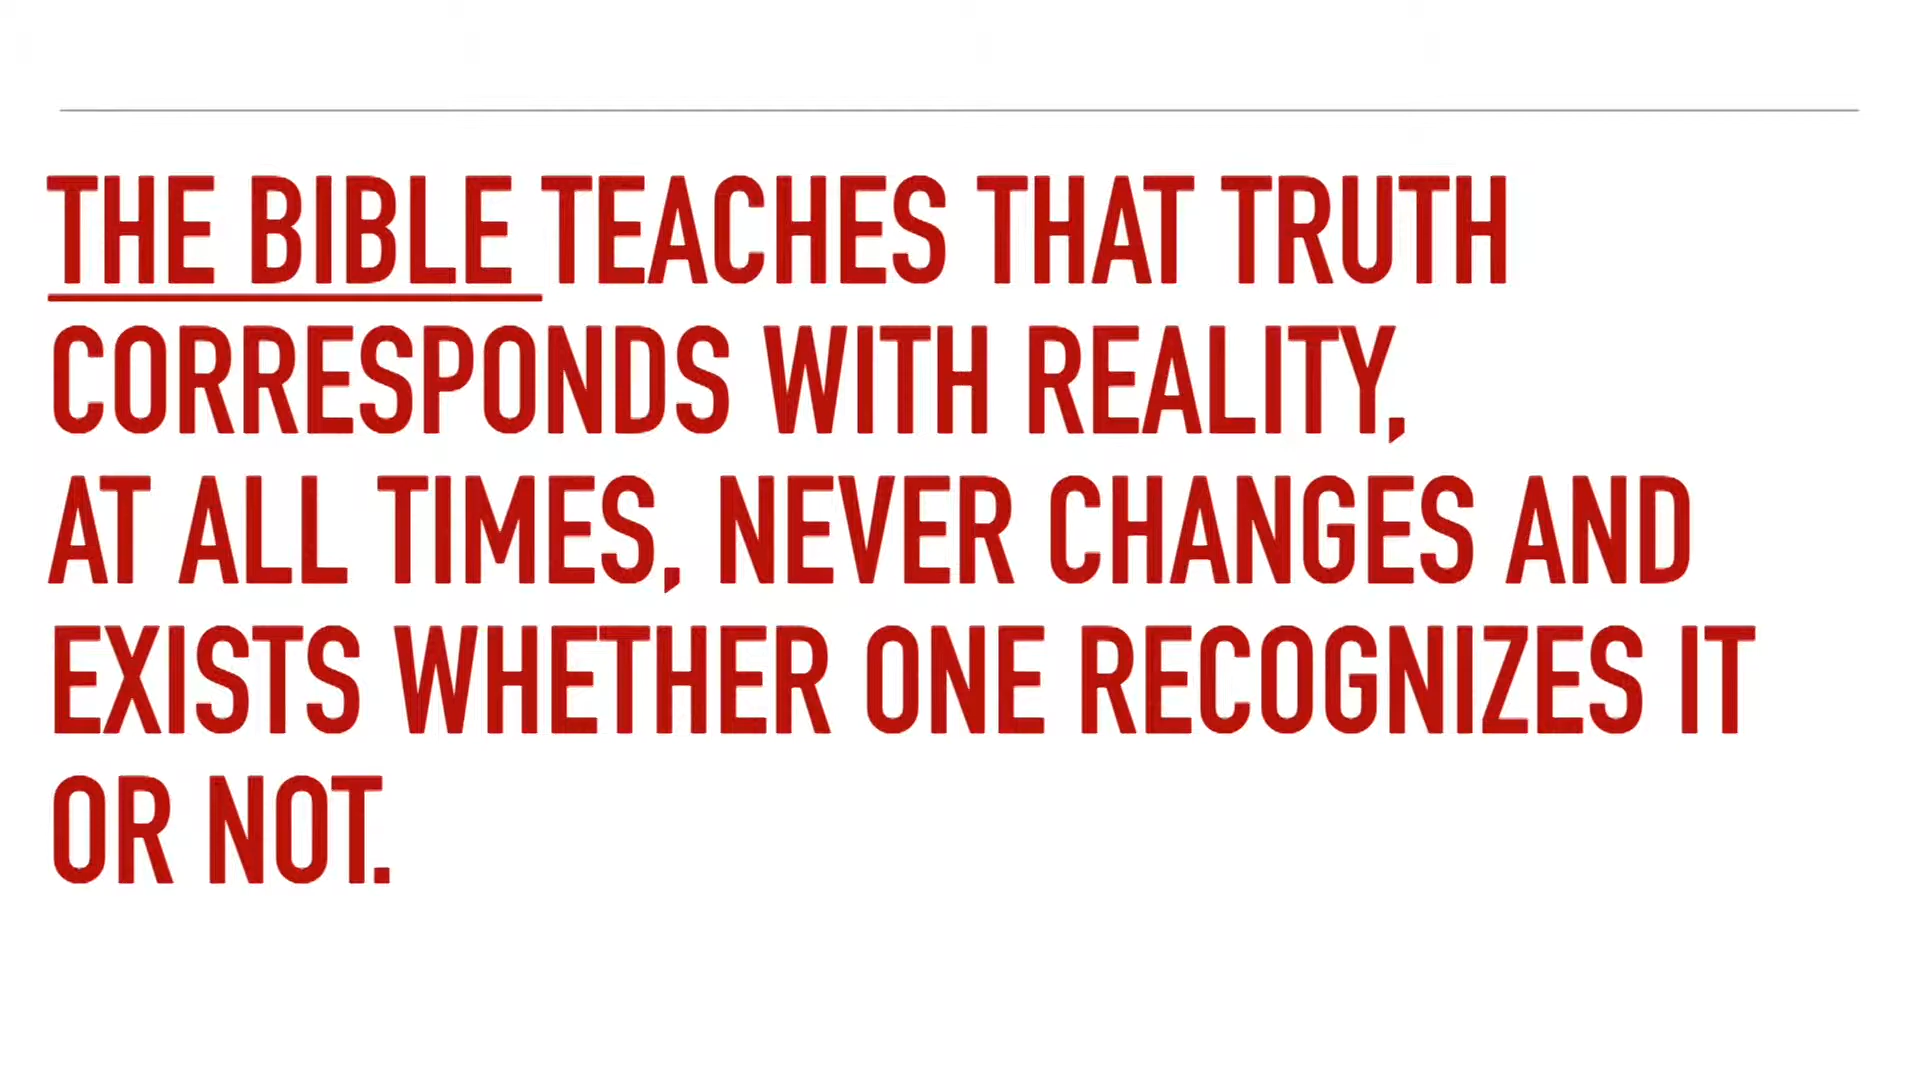 THE BIBLE TEACHES THAT TRUTH
CORRESPONDS WITH REALITY,
AT ALL TIMES, NEVER CHANGES AND
EXISTS WHETHER ONE RECOGNIZES IT
OR NOT.